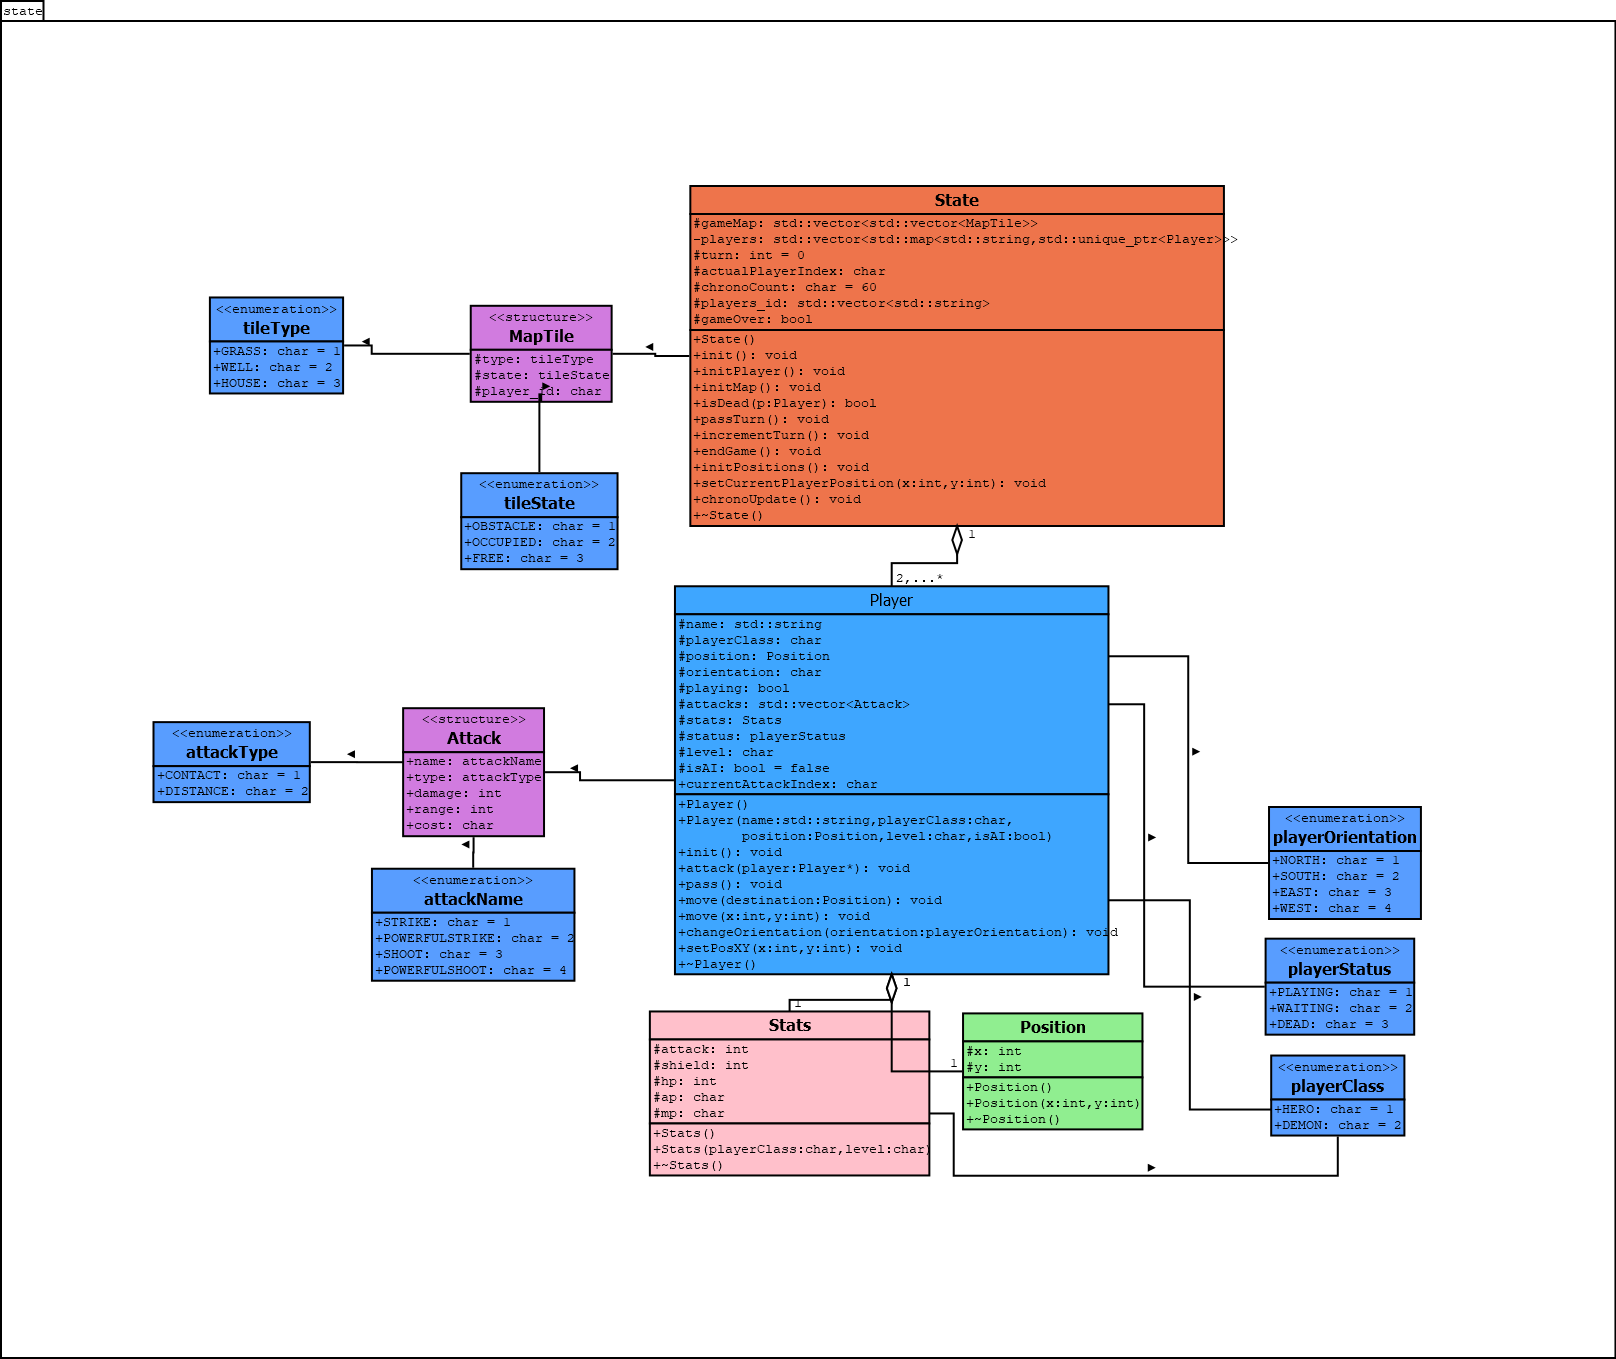 state
State
#gameMap: std::vector<std::vector<MapTile>>
-players: std::vector<std::map<std::string,std::unique_ptr<Player>>>
#turn: int = 0
#actualPlayerIndex: char
#chronoCount: char = 60
#players_id: std::vector<std::string>
#gameOver: bool
+State()
+init(): void
+initPlayer(): void
+initMap(): void
+isDead(p:Player): bool
+passTurn(): void
+incrementTurn(): void
+endGame(): void
+initPositions(): void
+setCurrentPlayerPosition(x:int,y:int): void
+chronoUpdate(): void
+~State()
<<enumeration>>
tileType
+GRASS: char = 1
+WELL: char = 2
+HOUSE: char = 3
<<structure>>
MapTile
#type: tileType
#state: tileState
#player_id: char
<<enumeration>>
tileState
+OBSTACLE: char = 1
+OCCUPIED: char = 2
+FREE: char = 3
1
2,...*
Player
#name: std::string
#playerClass: char
#position: Position
#orientation: char
#playing: bool
#attacks: std::vector<Attack>
#stats: Stats
#status: playerStatus
#level: char
#isAI: bool = false
+currentAttackIndex: char
+Player()
+Player(name:std::string,playerClass:char,
position:Position,level:char,isAI:bool)
+init(): void
+attack(player:Player*): void
+pass(): void
+move(destination:Position): void
+move(x:int,y:int): void
+changeOrientation(orientation:playerOrientation): void
+setPosXY(x:int,y:int): void
+~Player()
<<enumeration>>
attackType
+CONTACT: char = 1
+DISTANCE: char = 2
<<structure>>
Attack
+name: attackName
+type: attackType
+damage: int
+range: int
+cost: char
<<enumeration>>
attackName
+STRIKE: char = 1
+POWERFULSTRIKE: char = 2
+SHOOT: char = 3
+POWERFULSHOOT: char = 4
<<enumeration>>
playerOrientation
+NORTH: char = 1
+SOUTH: char = 2
+EAST: char = 3
+WEST: char = 4
<<enumeration>>
playerStatus
+PLAYING: char = 1
+WAITING: char = 2
+DEAD: char = 3
<<enumeration>>
playerClass
+HERO: char = 1
+DEMON: char = 2
1
1
1
Stats
#attack: int
#shield: int
#hp: int
#ap: char
#mp: char
+Stats()
+Stats(playerClass:char,level:char)
+~Stats()
Position
#x: int
#y: int
+Position()
+Position(x:int,y:int)
+~Position()